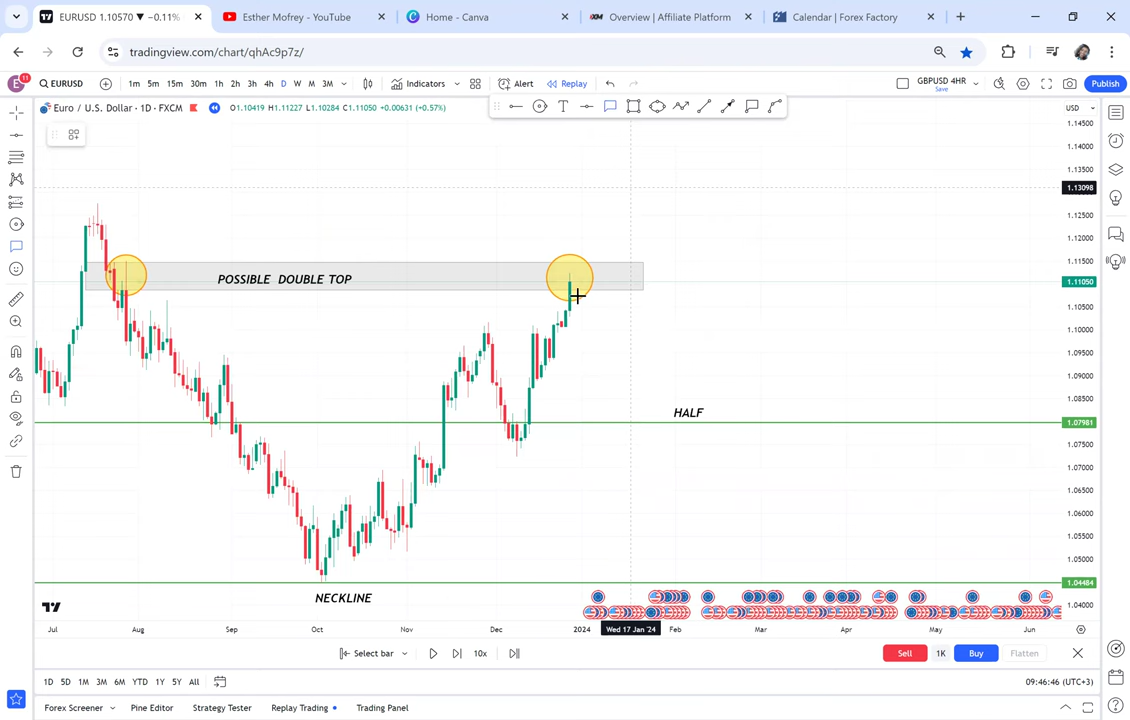 EURUSD 1.10570 ▼ −0.11%
Esther Mofrey - YouTube
Home - Canva
Overview | Affiliate Platform
Calendar | Forex Factory
tradingview.com/chart/qhAc9p7z/
E 11 EURUSD 1m 5m 15m 30m 1h 2h 3h 4h D W M 3M Indicators Alert Replay GBPUSD 4HR Save Publish
Euro / U.S. Dollar · 1D · FXCM O1.10419 H1.11227 L1.10284 C1.11050 +0.00631 (+0.57%)
USD
1.14500
1.14000
1.13500
1.13098
1.12500
1.12000
1.11500
POSSIBLE DOUBLE TOP
1.11050
1.10500
1.10000
1.09500
1.09000
1.08500
HALF
1.07981
1.07500
1.07000
1.06500
1.06000
1.05500
1.05000
1.04484
NECKLINE
1.04000
Jul Aug Sep Oct Nov Dec 2024 Wed 17 Jan '24 Feb Mar Apr May Jun
Select bar 10x Sell 1K Buy Flatten
1D 5D 1M 3M 6M YTD 1Y 5Y All 09:46:46 (UTC+3)
Forex Screener Pine Editor Strategy Tester Replay Trading Trading Panel